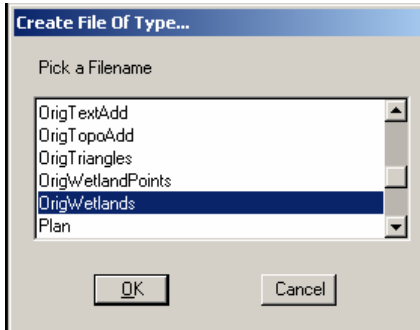 Create File Of Type...
Pick a Filename
OrigTextAdd
OrigTopoAdd
OrigTriangles
OrigWetlandPoints
OrigWetlands
Plan
OK
Cancel